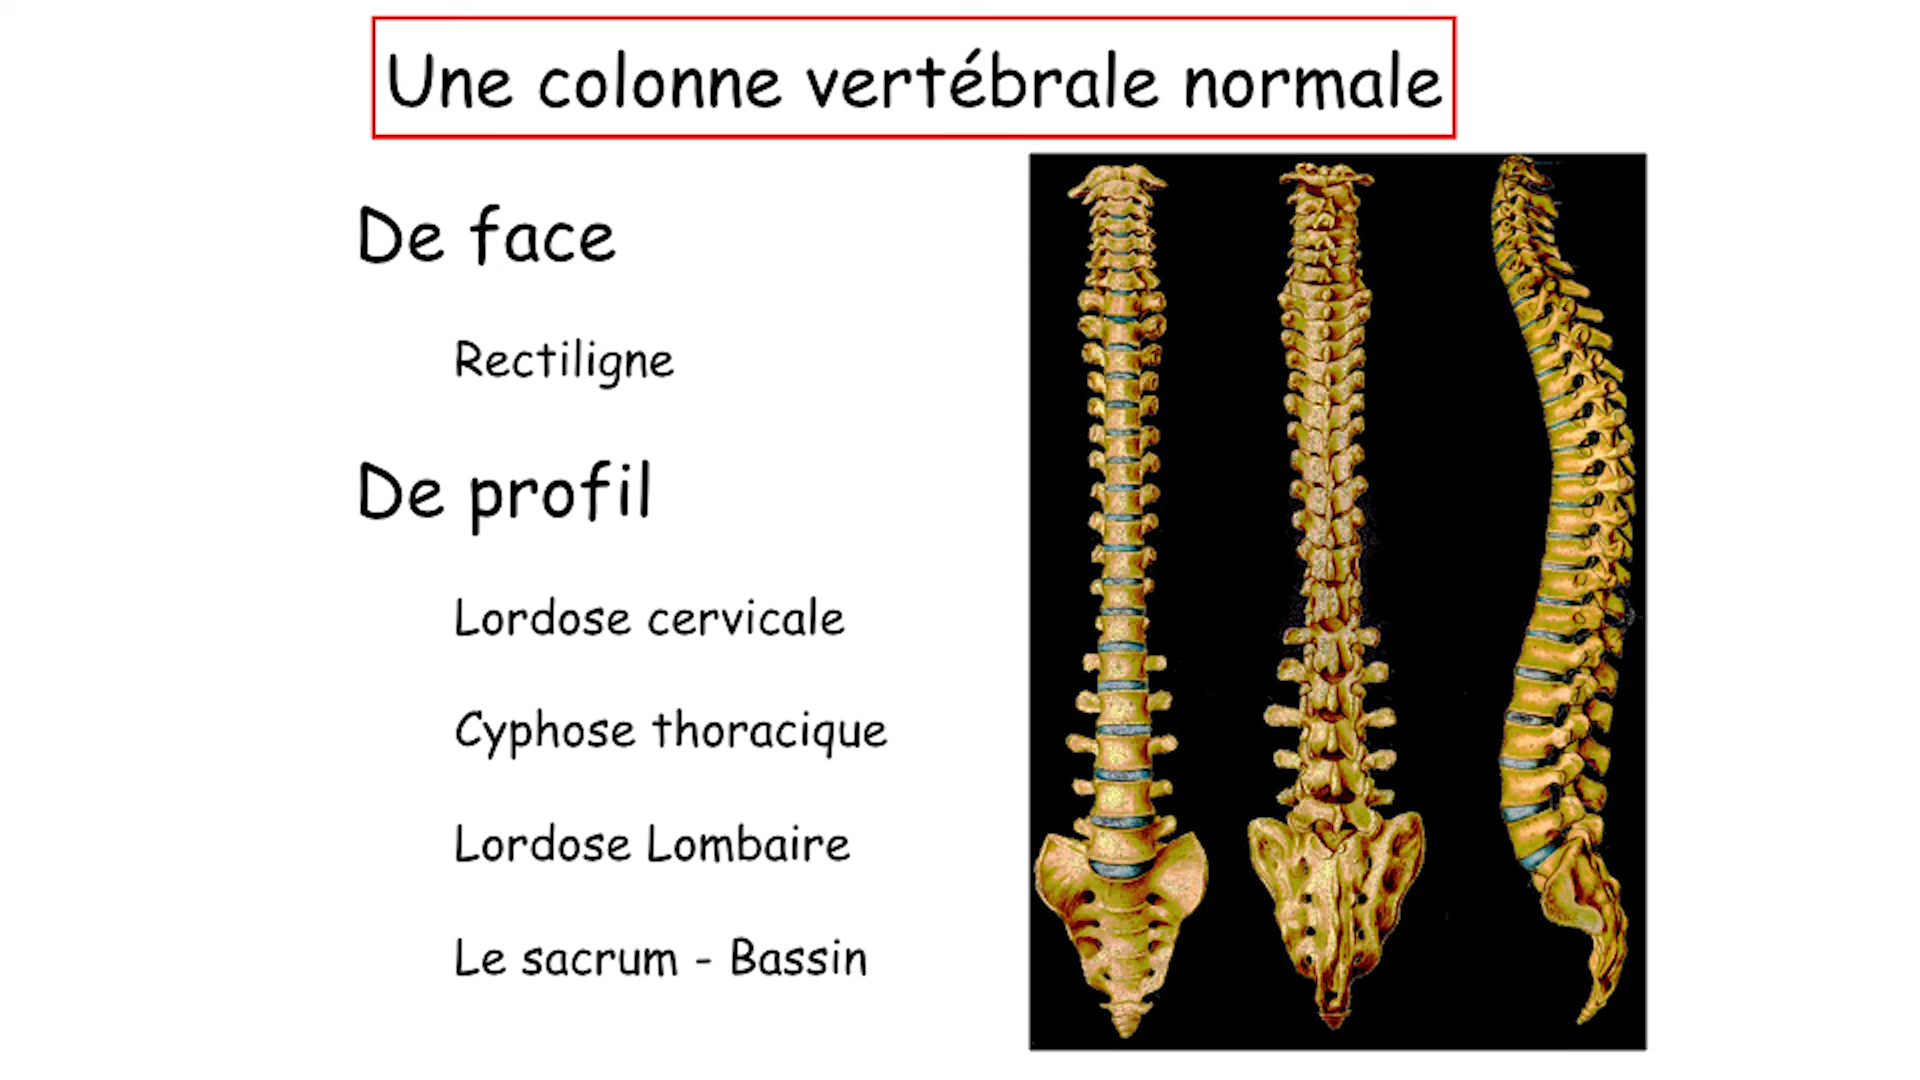 Une colonne vertébrale normale
De face
Rectiligne
De profil
Lordose cervicale
Cyphose thoracique
Lordose Lombaire
Le sacrum - Bassin